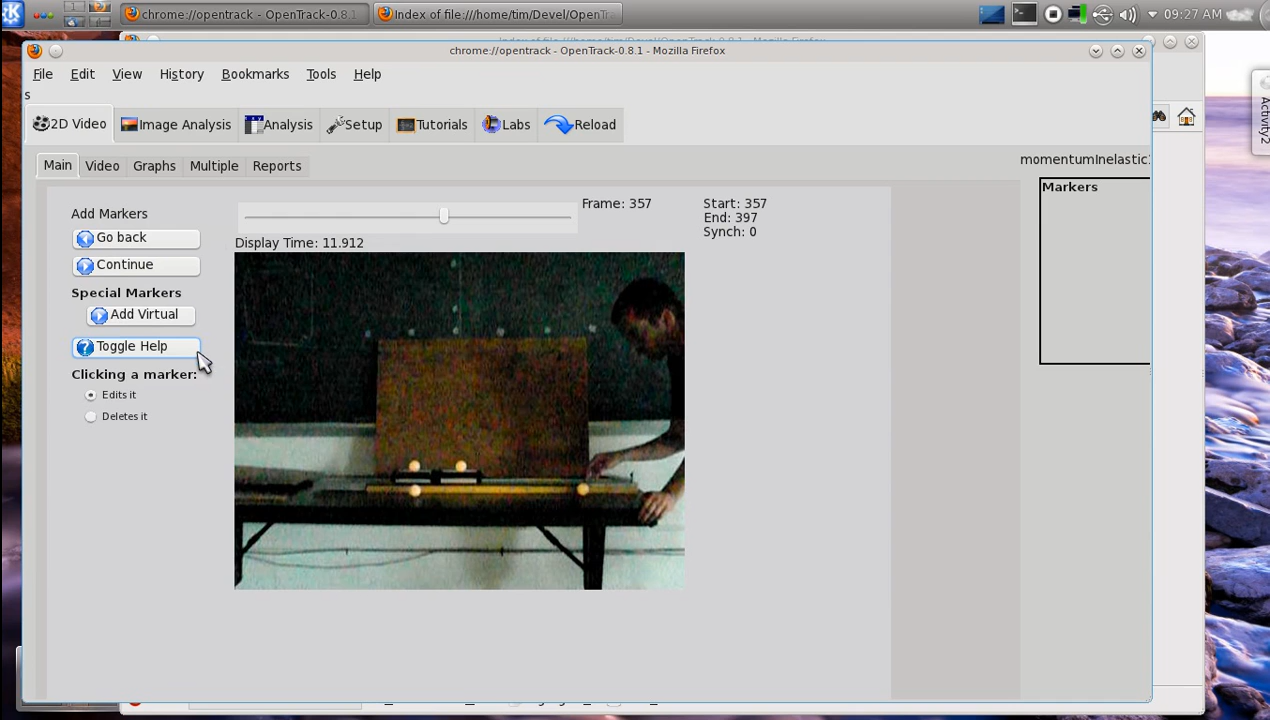 chrome://opentrack - OpenTrack-0.8.1
Index of file:///home/tim/Devel/OpenTra
09:27 AM
chrome://opentrack - OpenTrack-0.8.1 - Mozilla Firefox
File Edit View History Bookmarks Tools Help
s
2D Video Image Analysis Analysis Setup Tutorials Labs Reload
Main Video Graphs Multiple Reports
momentumInelastic
Markers
Add Markers
Go back
Continue
Special Markers
Add Virtual
Toggle Help
Clicking a marker:
Edits it
Deletes it
Frame: 357
Start: 357
End: 397
Synch: 0
Display Time: 11.912
Activity2